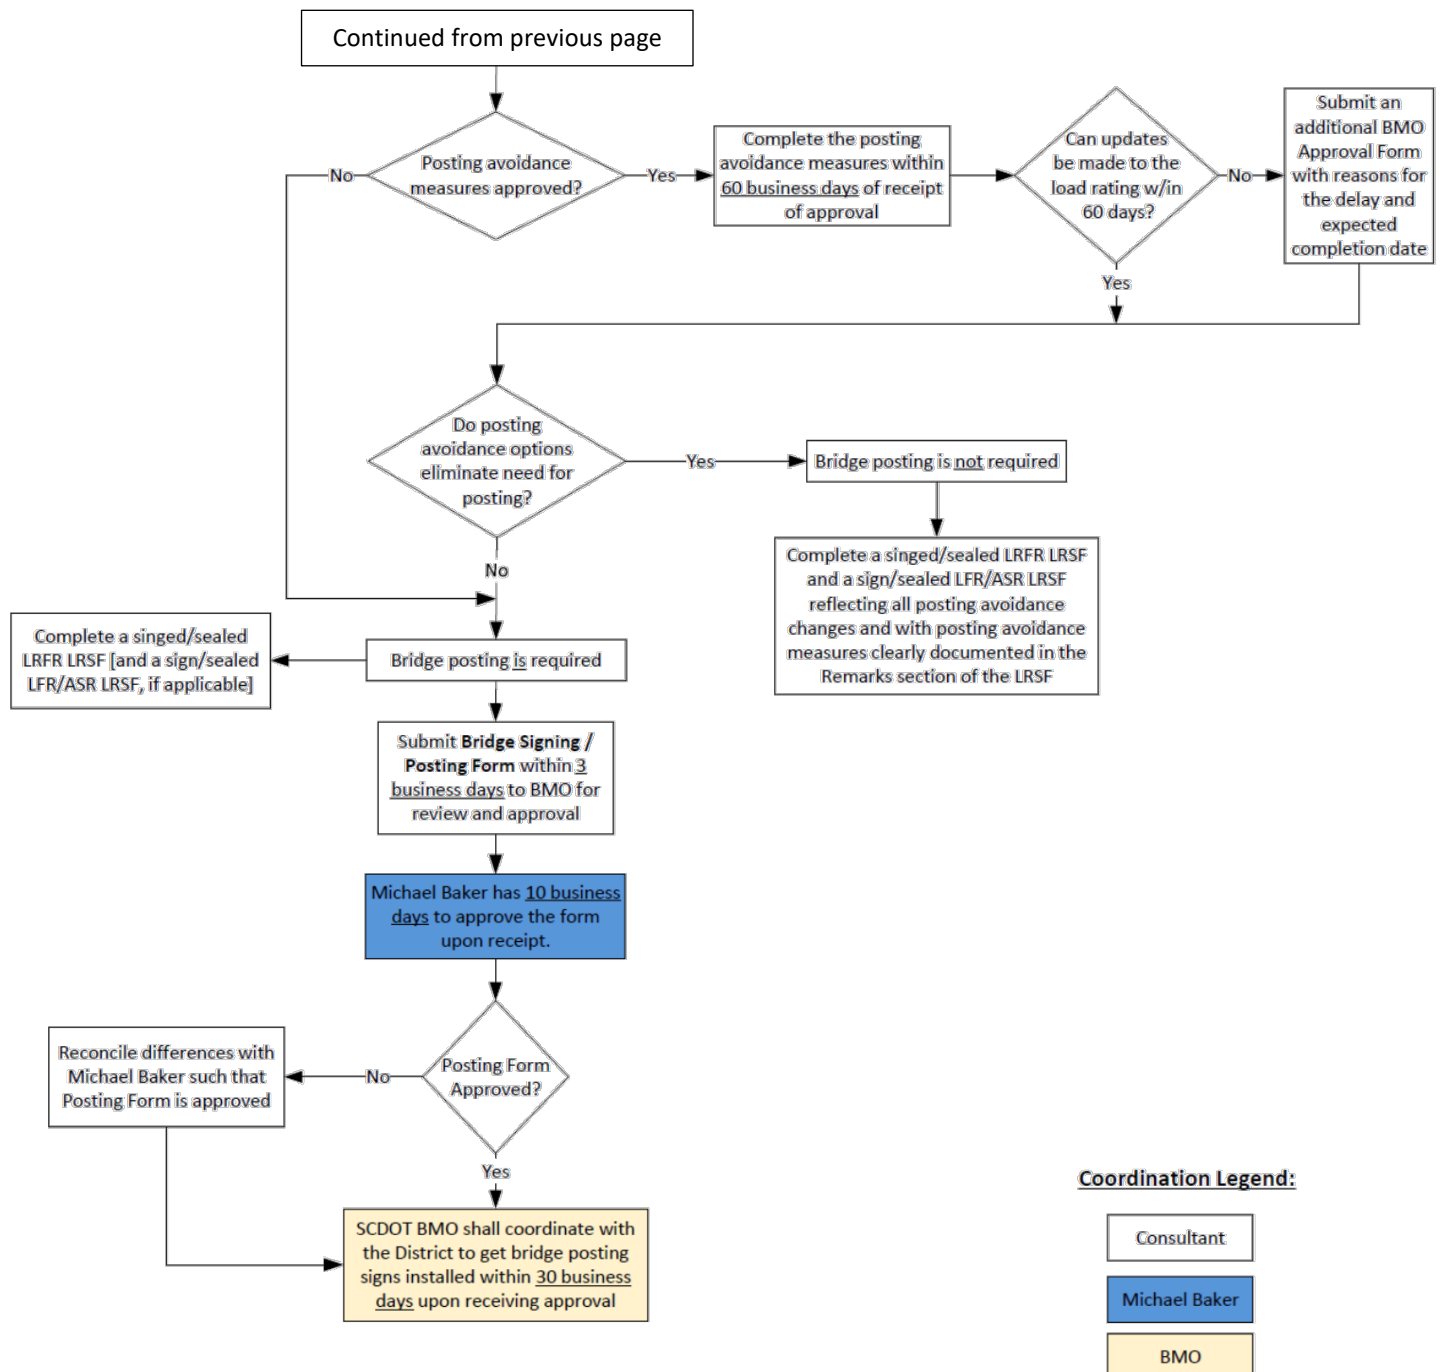 Continued from previous page
Posting avoidance
measures approved?
No
Yes
Complete the posting
avoidance measures within
60 business days of receipt
of approval
Can updates
be made to the
load rating w/in
60 days?
No
Yes
Submit an
additional BMO
Approval Form
with reasons for
the delay and
expected
completion date
Do posting
avoidance options
eliminate need for
posting?
Yes
No
Bridge posting is not required
Complete a singed/sealed LRFR LRSF
and a sign/sealed LFR/ASR LRSF
reflecting all posting avoidance
changes and with posting avoidance
measures clearly documented in the
Remarks section of the LRSF
Complete a singed/sealed
LRFR LRSF [and a sign/sealed
LFR/ASR LRSF, if applicable]
Bridge posting is required
Submit Bridge Signing /
Posting Form within 3
business days to BMO for
review and approval
Michael Baker has 10 business
days to approve the form
upon receipt.
Posting Form
Approved?
No
Yes
Reconcile differences with
Michael Baker such that
Posting Form is approved
SCDOT BMO shall coordinate with
the District to get bridge posting
signs installed within 30 business
days upon receiving approval
Coordination Legend:
Consultant
Michael Baker
BMO